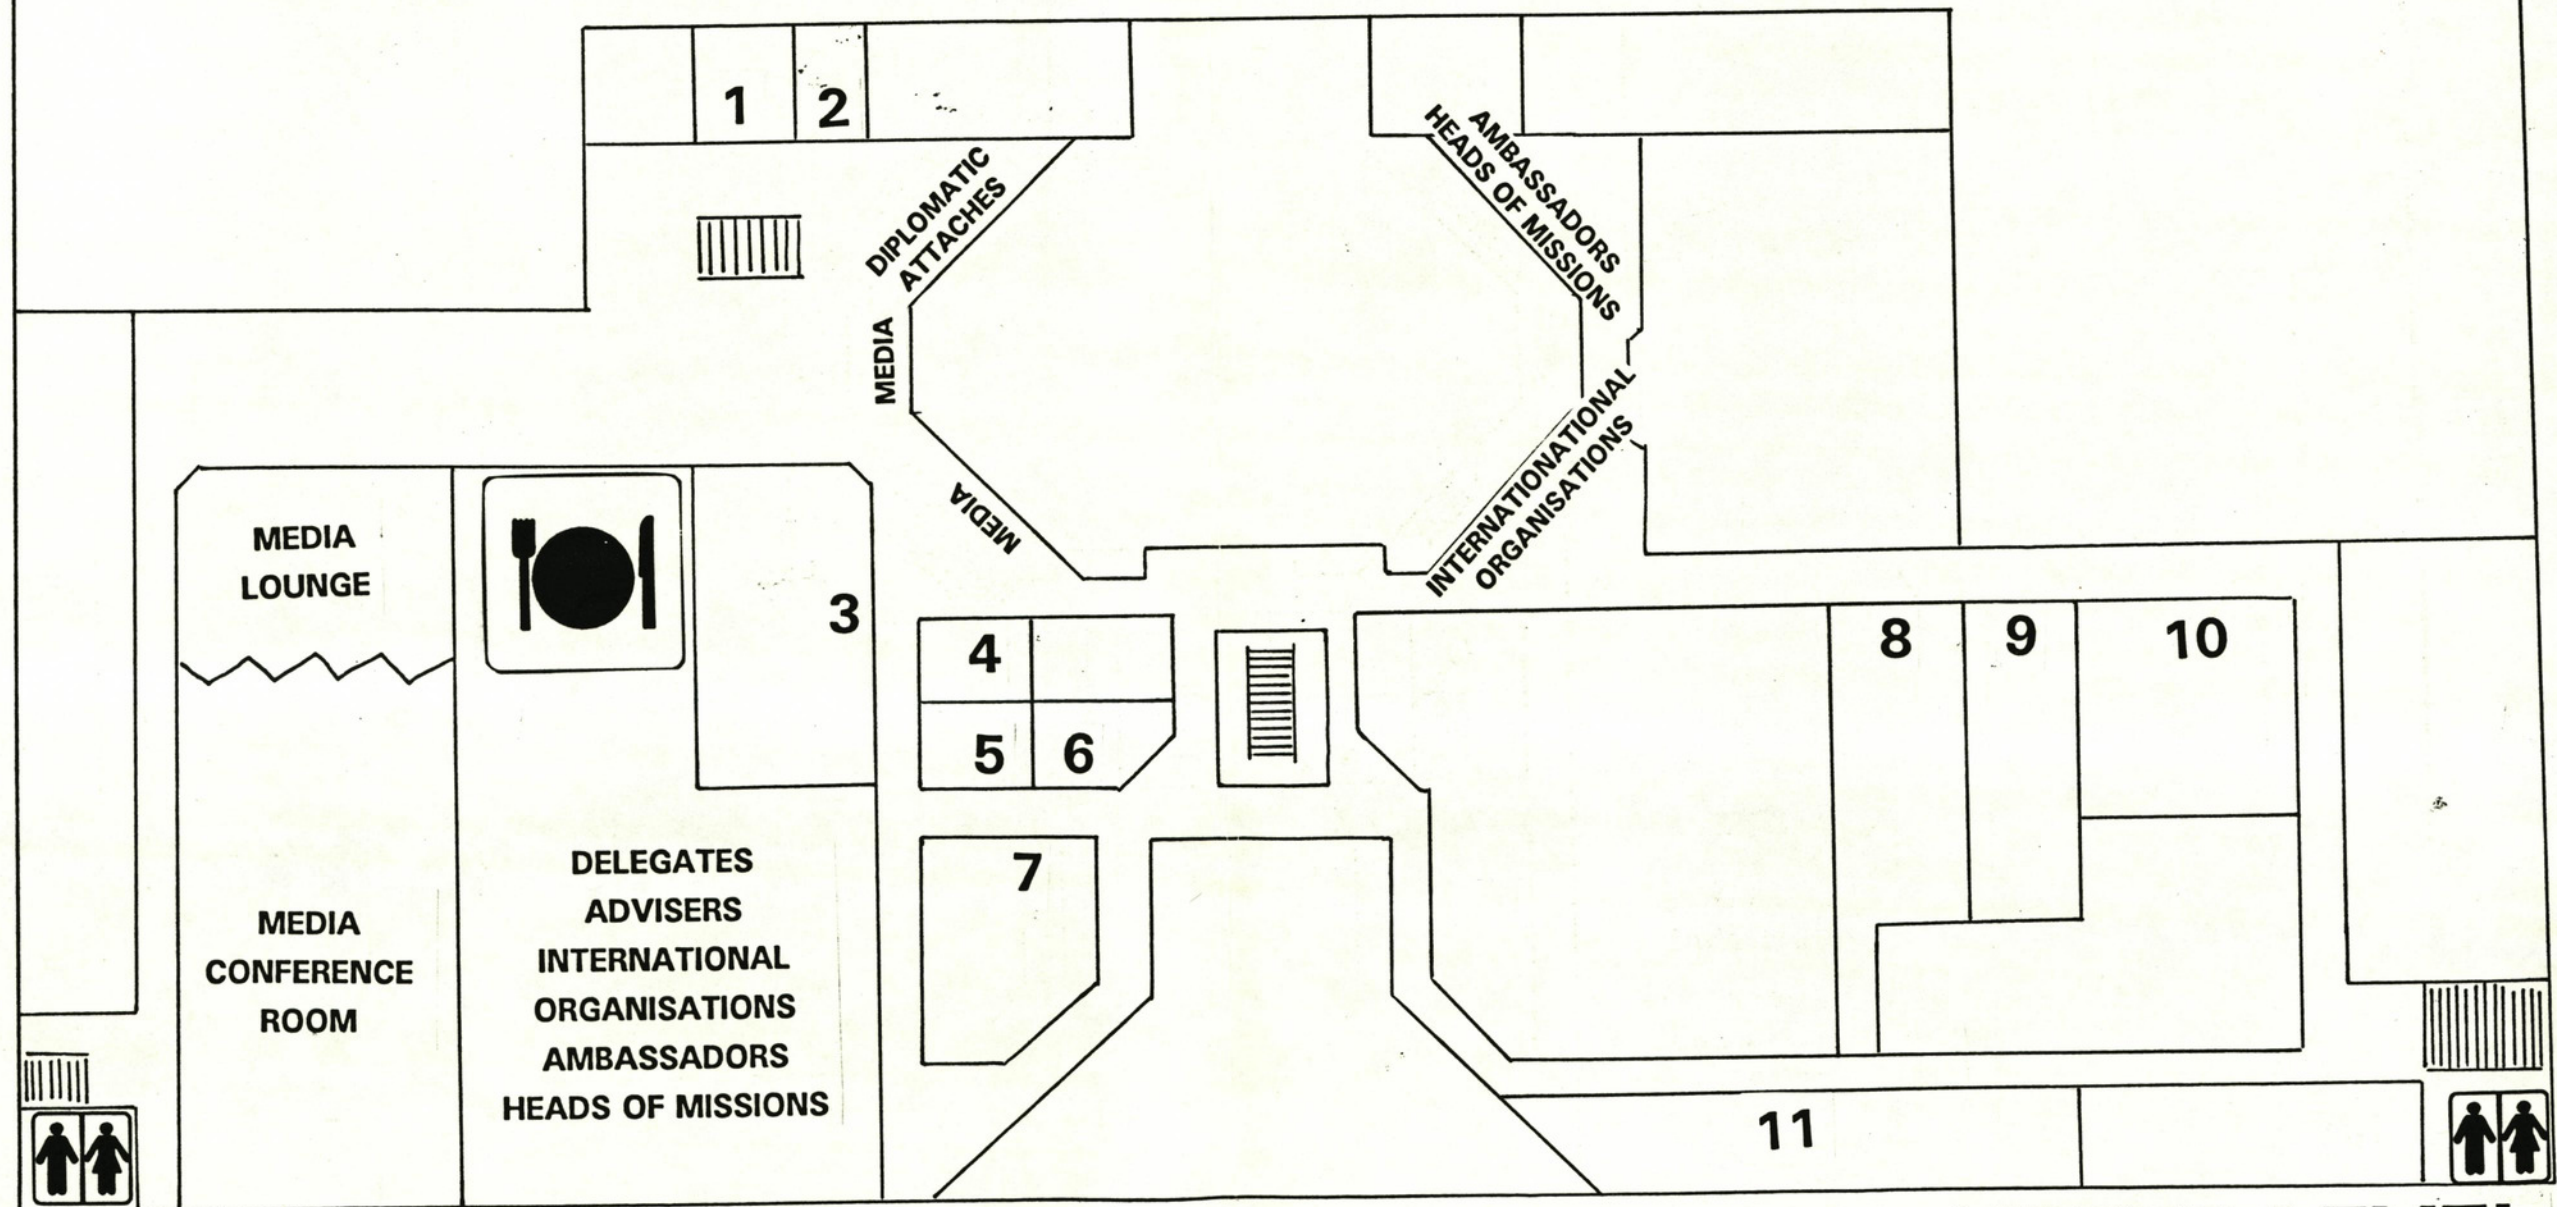 1
2
DIPLOMATIC
ATTACHES
AMBASSADORS
HEADS OF MISSIONS
MEDIA
MEDIA
INTERNATIONATIONAL
ORGANISATIONS
MEDIA
LOUNGE
3
4
5
6
7
8
9
10
MEDIA
CONFERENCE
ROOM
DELEGATES
ADVISERS
INTERNATIONAL
ORGANISATIONS
AMBASSADORS
HEADS OF MISSIONS
11